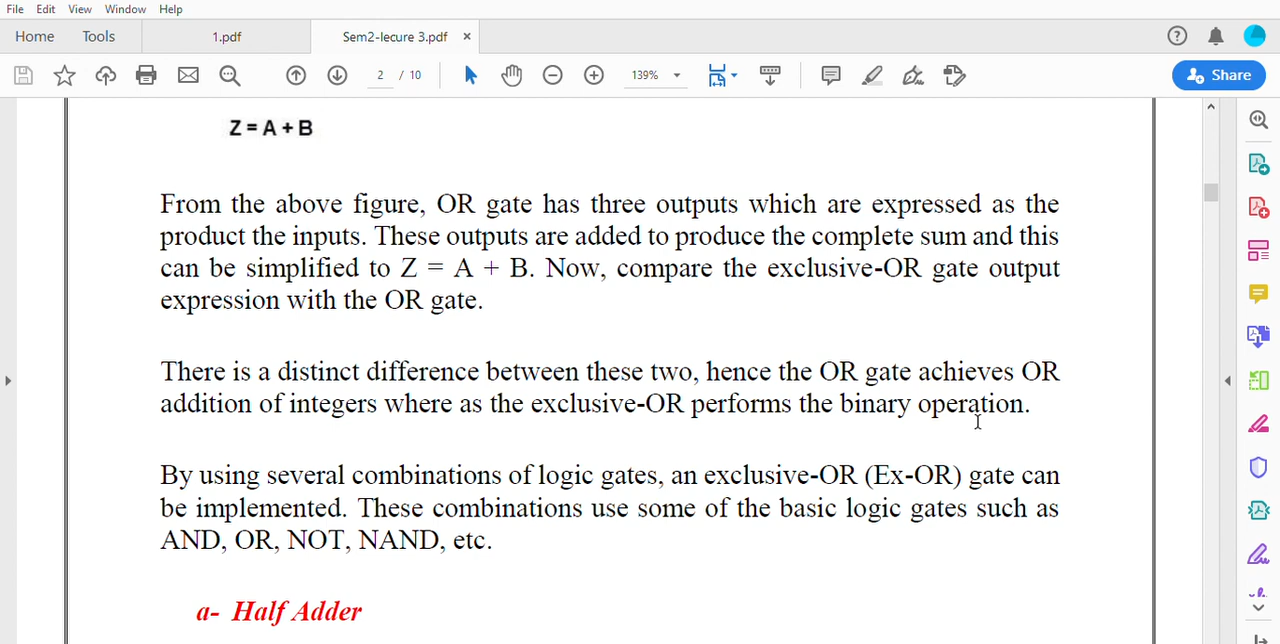 File Edit View Window Help
Home Tools 1.pdf Sem2-lecure 3.pdf ×
2 / 10 139% Share
Z = A + B
From the above figure, OR gate has three outputs which are expressed as the
product the inputs. These outputs are added to produce the complete sum and this
can be simplified to Z = A + B. Now, compare the exclusive-OR gate output
expression with the OR gate.
There is a distinct difference between these two, hence the OR gate achieves OR
addition of integers where as the exclusive-OR performs the binary operation.
By using several combinations of logic gates, an exclusive-OR (Ex-OR) gate can
be implemented. These combinations use some of the basic logic gates such as
AND, OR, NOT, NAND, etc.
a- Half Adder